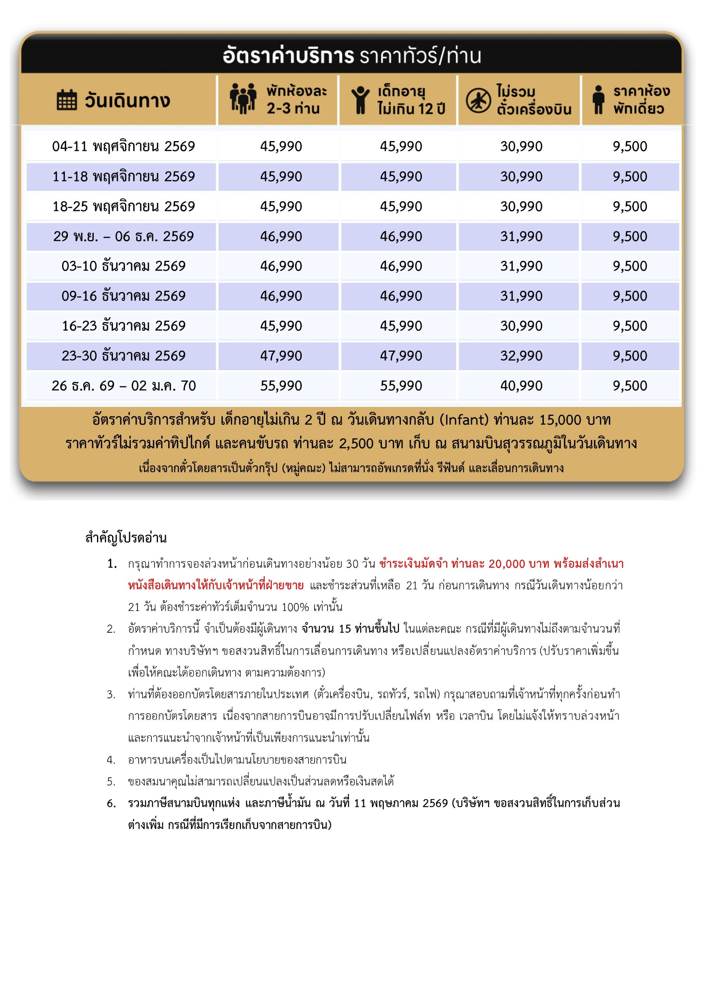 อัตราค่าบริการ ราคาทัวร์/ท่าน
วันเดินทาง พักห้องละ 2-3 ท่าน เด็กอายุ ไม่เกิน 12 ปี ไม่รวม ตั๋วเครื่องบิน ราคาห้อง พักเดี่ยว
04-11 พฤศจิกายน 2569 45,990 45,990 30,990 9,500
11-18 พฤศจิกายน 2569 45,990 45,990 30,990 9,500
18-25 พฤศจิกายน 2569 45,990 45,990 30,990 9,500
29 พ.ย. – 06 ธ.ค. 2569 46,990 46,990 31,990 9,500
03-10 ธันวาคม 2569 46,990 46,990 31,990 9,500
09-16 ธันวาคม 2569 46,990 46,990 31,990 9,500
16-23 ธันวาคม 2569 45,990 45,990 30,990 9,500
23-30 ธันวาคม 2569 47,990 47,990 32,990 9,500
26 ธ.ค. 69 – 02 ม.ค. 70 55,990 55,990 40,990 9,500
อัตราค่าบริการสำหรับ เด็กอายุไม่เกิน 2 ปี ณ วันเดินทางกลับ (Infant) ท่านละ 15,000 บาท
ราคาทัวร์ไม่รวมค่าทิปไกด์ และคนขับรถ ท่านละ 2,500 บาท เก็บ ณ สนามบินสุวรรณภูมิในวันเดินทาง
เนื่องจากตั๋วโดยสารเป็นตั๋วกรุ๊ป (หมู่คณะ) ไม่สามารถอัพเกรดที่นั่ง รีฟันด์ และเลื่อนการเดินทาง
สำคัญโปรดอ่าน
1. กรุณาทำการจองล่วงหน้าก่อนเดินทางอย่างน้อย 30 วัน ชำระเงินมัดจำ ท่านละ 20,000 บาท พร้อมส่งสำเนา
หนังสือเดินทางให้กับเจ้าหน้าที่ฝ่ายขาย และชำระส่วนที่เหลือ 21 วัน ก่อนการเดินทาง กรณีวันเดินทางน้อยกว่า
21 วัน ต้องชำระค่าทัวร์เต็มจำนวน 100% เท่านั้น
2. อัตราค่าบริการนี้ จำเป็นต้องมีผู้เดินทาง จำนวน 15 ท่านขึ้นไป ในแต่ละคณะ กรณีที่มีผู้เดินทางไม่ถึงตามจำนวนที่
กำหนด ทางบริษัทฯ ขอสงวนสิทธิ์ในการเลื่อนการเดินทาง หรือเปลี่ยนแปลงอัตราค่าบริการ (ปรับราคาเพิ่มขึ้น
เพื่อให้คณะได้ออกเดินทาง ตามความต้องการ)
3. ท่านที่ต้องออกบัตรโดยสารภายในประเทศ (ตั๋วเครื่องบิน, รถทัวร์, รถไฟ) กรุณาสอบถามที่เจ้าหน้าที่ทุกครั้งก่อนทำ
การออกบัตรโดยสาร เนื่องจากสายการบินอาจมีการปรับเปลี่ยนไฟล์ท หรือ เวลาบิน โดยไม่แจ้งให้ทราบล่วงหน้า
และการแนะนำจากเจ้าหน้าที่เป็นเพียงการแนะนำเท่านั้น
4. อาหารบนเครื่องเป็นไปตามนโยบายของสายการบิน
5. ของสมนาคุณไม่สามารถเปลี่ยนแปลงเป็นส่วนลดหรือเงินสดได้
6. รวมภาษีสนามบินทุกแห่ง และภาษีน้ำมัน ณ วันที่ 11 พฤษภาคม 2569 (บริษัทฯ ขอสงวนสิทธิ์ในการเก็บส่วน
ต่างเพิ่ม กรณีที่มีการเรียกเก็บจากสายการบิน)